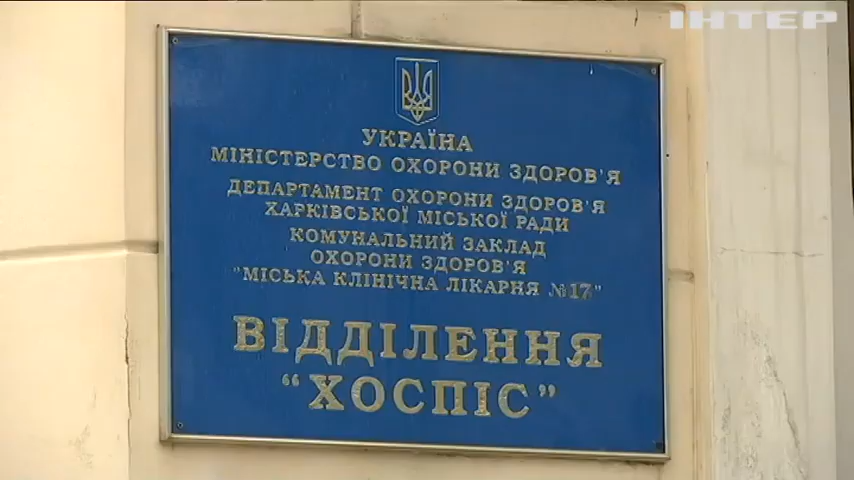 ІНТЕР
УКРАЇНА
МІНІСТЕРСТВО ОХОРОНИ ЗДОРОВ'Я
ДЕПАРТАМЕНТ ОХОРОНИ ЗДОРОВ'Я
ХАРКІВСЬКОЇ МІСЬКОЇ РАДИ
КОМУНАЛЬНИЙ ЗАКЛАД
ОХОРОНИ ЗДОРОВ'Я
"МІСЬКА КЛІНІЧНА ЛІКАРНЯ №17"
ВІДДІЛЕННЯ
“ХОСПІС”